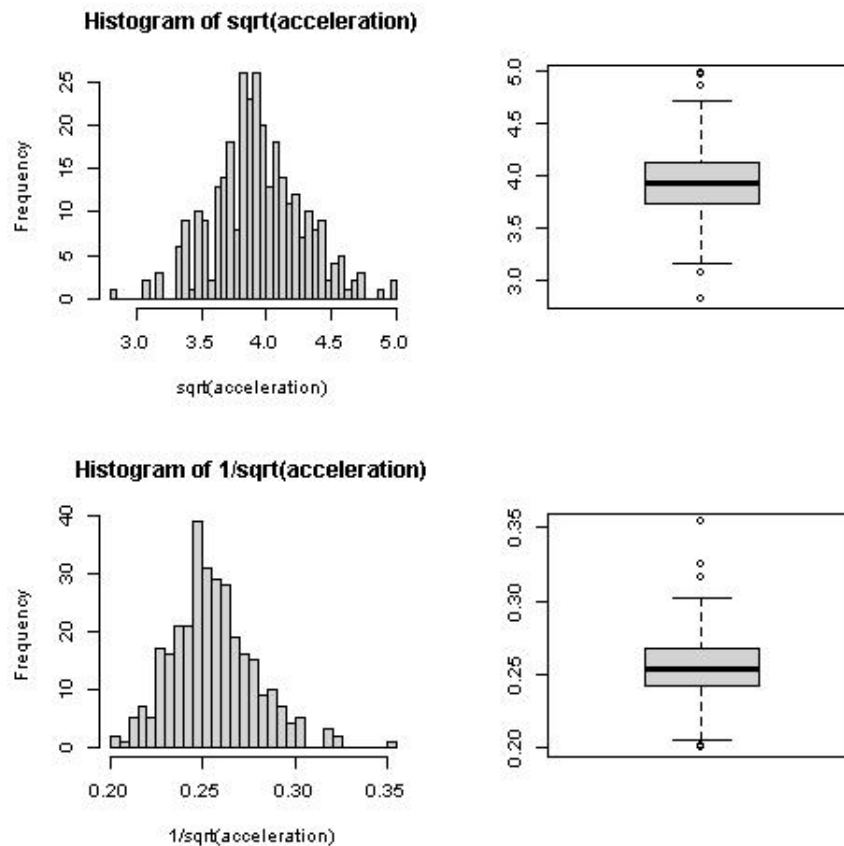 Histogram of sqrt(acceleration)
Frequency
0
5
10
15
20
25
3.0 3.5 4.0 4.5 5.0
sqrt(acceleration)
3.0
3.5
4.0
4.5
5.0
Histogram of 1/sqrt(acceleration)
Frequency
0
10
20
30
40
0.20 0.25 0.30 0.35
1/sqrt(acceleration)
0.20
0.25
0.30
0.35